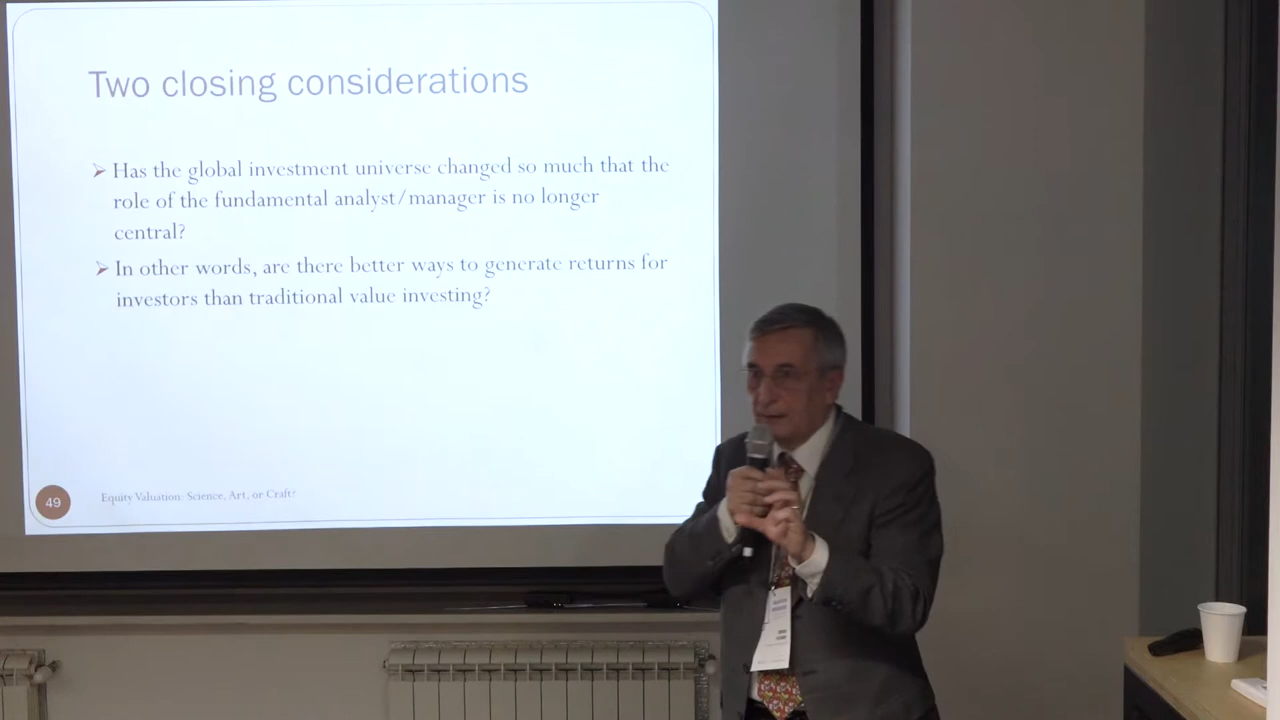 Two closing considerations
Has the global investment universe changed so much that the
role of the fundamental analyst/manager is no longer
central?
In other words, are there better ways to generate returns for
investors than traditional value investing?
49
Equity Valuation: Science, Art, or Craft?